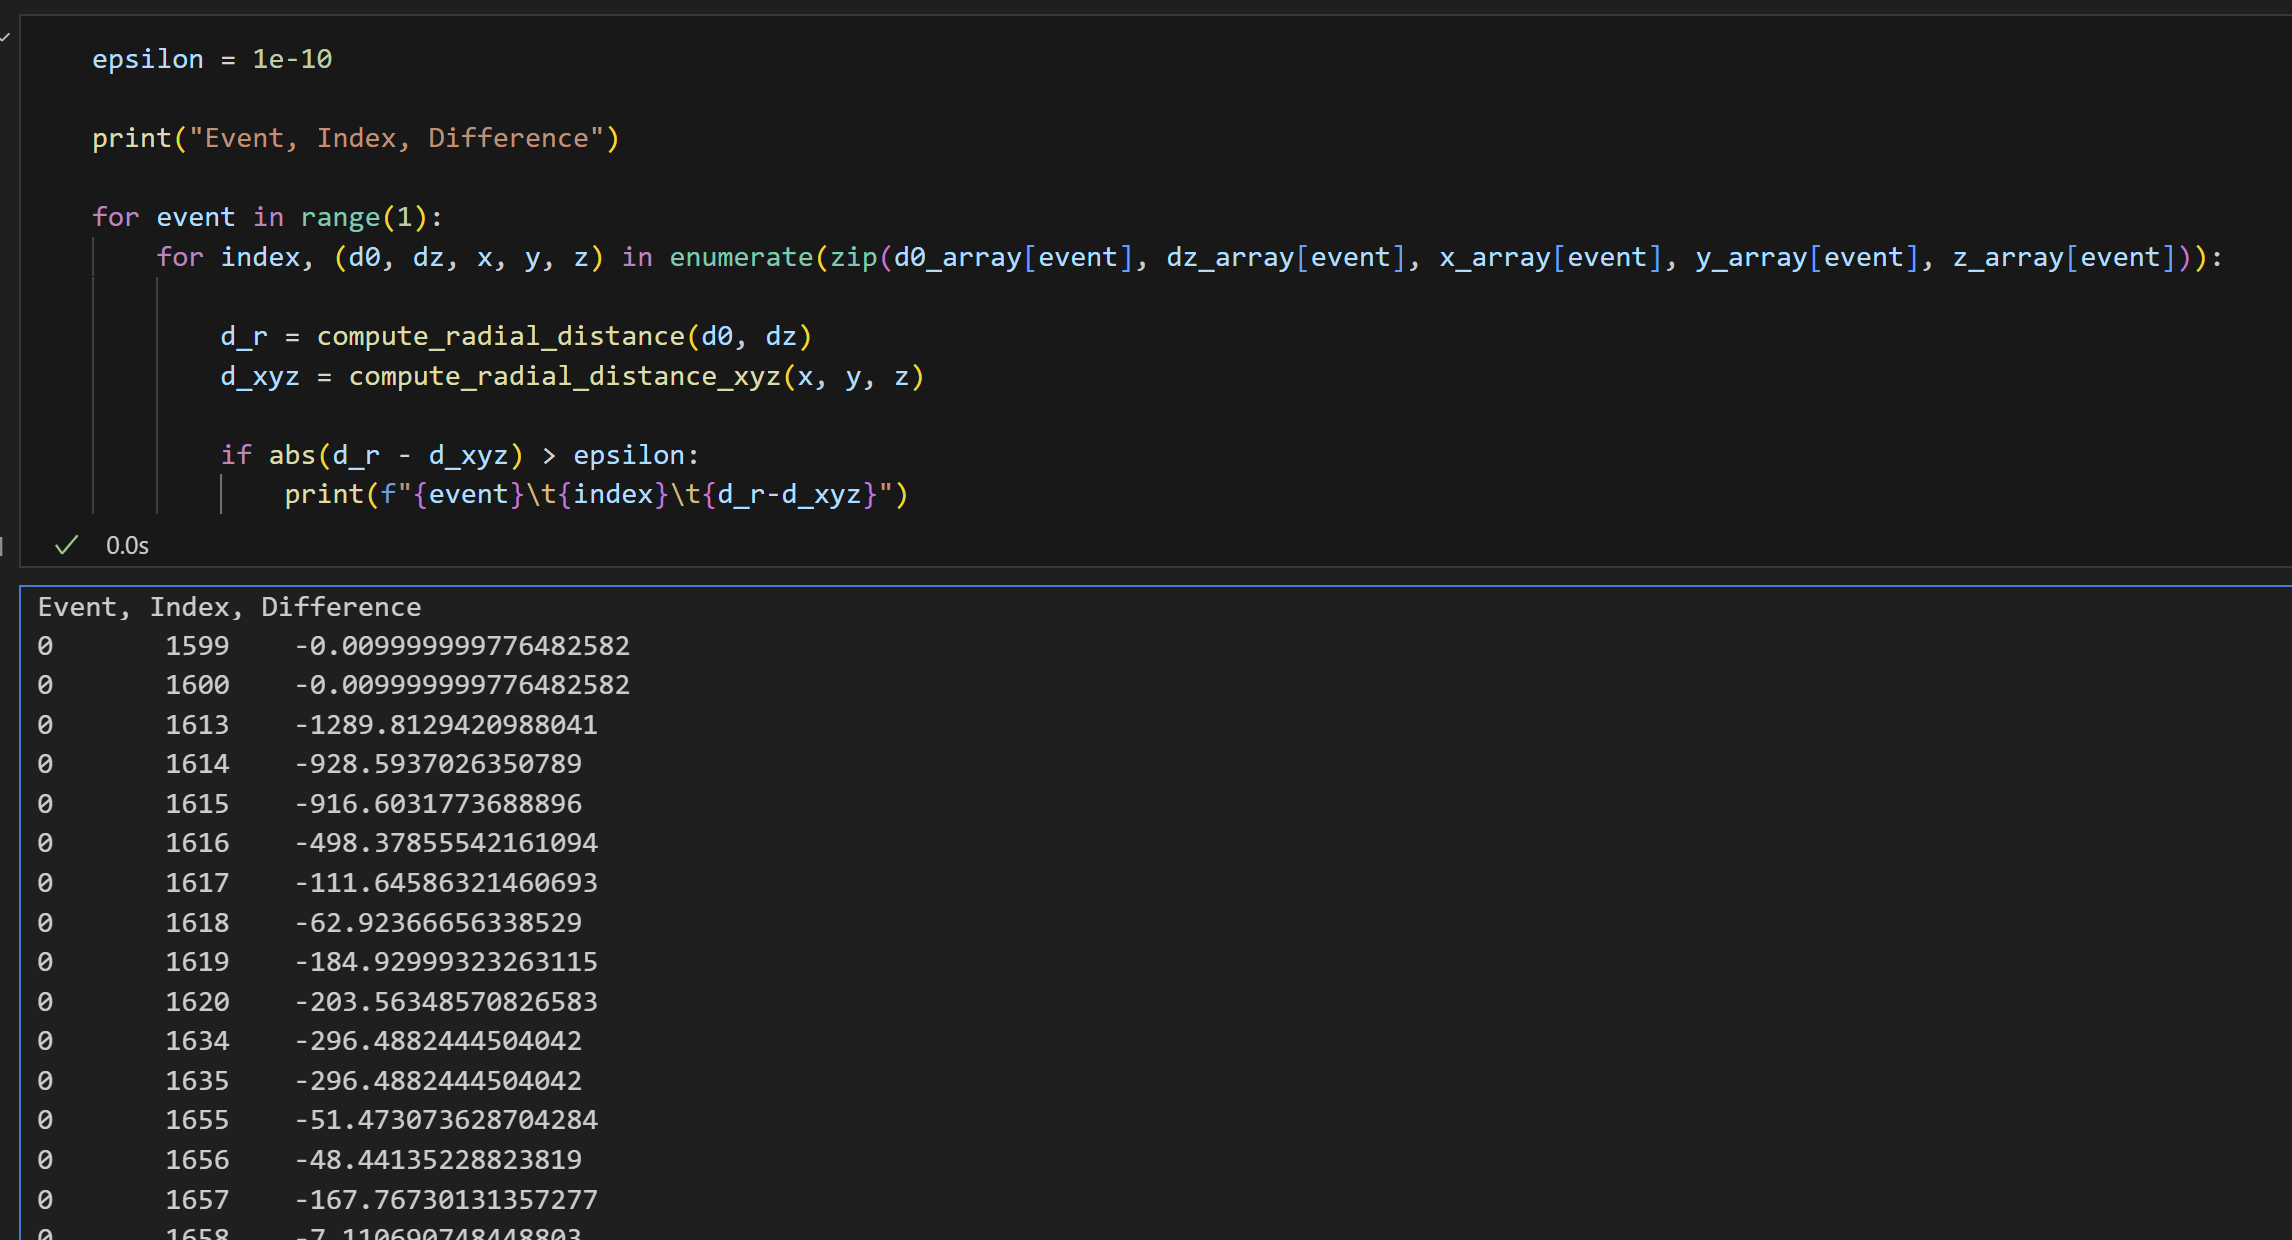 epsilon = 1e-10
print("Event, Index, Difference")
for event in range(1):
for index, (d0, dz, x, y, z) in enumerate(zip(d0_array[event], dz_array[event], x_array[event], y_array[event], z_array[event])):
d_r = compute_radial_distance(d0, dz)
d_xyz = compute_radial_distance_xyz(x, y, z)
if abs(d_r - d_xyz) > epsilon:
print(f"{event}\t{index}\t{d_r-d_xyz}")
0.0s
Event, Index, Difference
0 1599 -0.009999999776482582
0 1600 -0.009999999776482582
0 1613 -1289.8129420988041
0 1614 -928.5937026350789
0 1615 -916.6031773688896
0 1616 -498.37855542161094
0 1617 -111.64586321460693
0 1618 -62.92366656338529
0 1619 -184.92999323263115
0 1620 -203.56348570826583
0 1634 -296.4882444504042
0 1635 -296.4882444504042
0 1655 -51.473073628704284
0 1656 -48.44135228823819
0 1657 -167.76730131357277
0 1658 -7.110690748448803